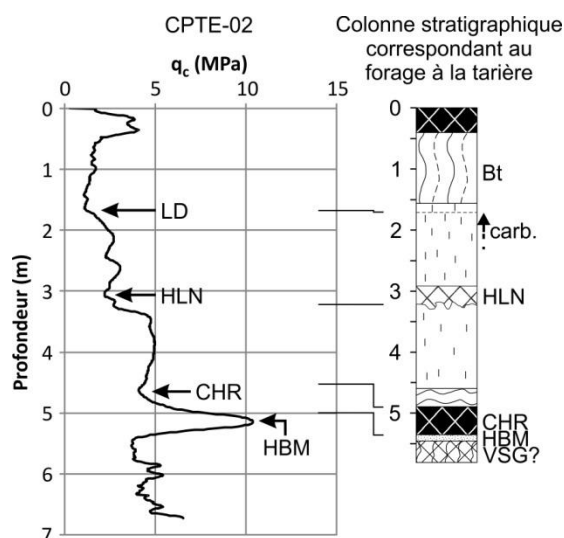 CPTE-02
q_c (MPa)
0 5 10 15
Profondeur (m)
0
1
2
3
4
5
6
7
LD
HLN
CHR
HBM
Colonne stratigraphique
correspondant au
forage à la tarière
0
1
2
3
4
5
Bt
carb.
HLN
CHR
HBM
VSG?